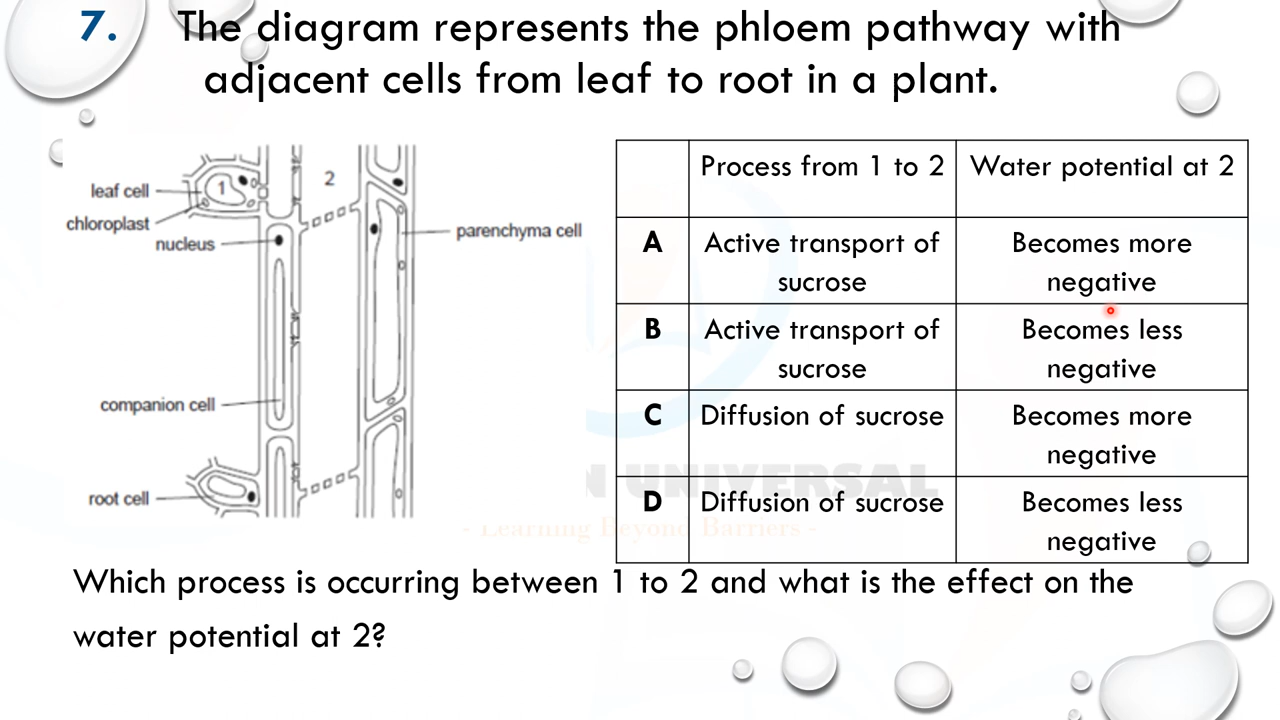 7. The diagram represents the phloem pathway with
adjacent cells from leaf to root in a plant.
1
2
leaf cell
chloroplast
nucleus
parenchyma cell
companion cell
root cell
Process from 1 to 2 Water potential at 2
A Active transport of sucrose Becomes more negative
B Active transport of sucrose Becomes less negative
C Diffusion of sucrose Becomes more negative
D Diffusion of sucrose Becomes less negative
N UNIVERSAL
- Learning Beyond Barriers -
Which process is occurring between 1 to 2 and what is the effect on the
water potential at 2?